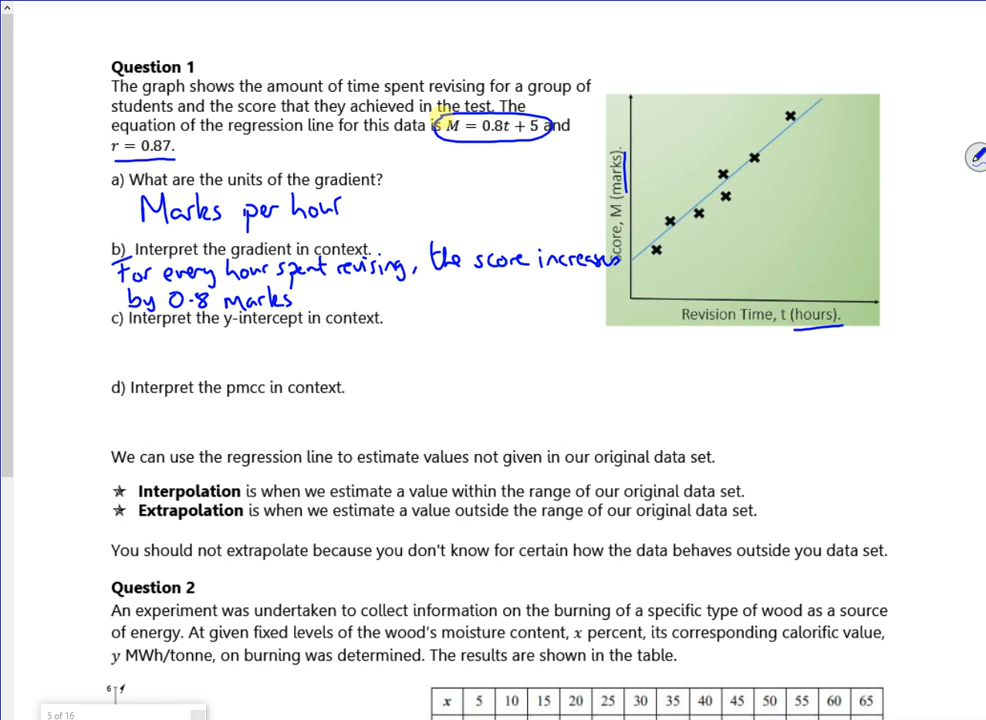 Question 1
The graph shows the amount of time spent revising for a group of
students and the score that they achieved in the test. The
equation of the regression line for this data is M = 0.8t + 5 and
r = 0.87.
a) What are the units of the gradient?
Marks per hour
b) Interpret the gradient in context. .
For every hour spent revising, the score increases
by 0.8 marks
c) Interpret the y-intercept in context.
score, M (marks).
Revision Time, t (hours).
d) Interpret the pmcc in context.
We can use the regression line to estimate values not given in our original data set.
★ Interpolation is when we estimate a value within the range of our original data set.
★ Extrapolation is when we estimate a value outside the range of our original data set.
You should not extrapolate because you don't know for certain how the data behaves outside you data set.
Question 2
An experiment was undertaken to collect information on the burning of a specific type of wood as a source
of energy. At given fixed levels of the wood's moisture content, x percent, its corresponding calorific value,
y MWh/tonne, on burning was determined. The results are shown in the table.
6
x 5 10 15 20 25 30 35 40 45 50 55 60 65
5 of 16